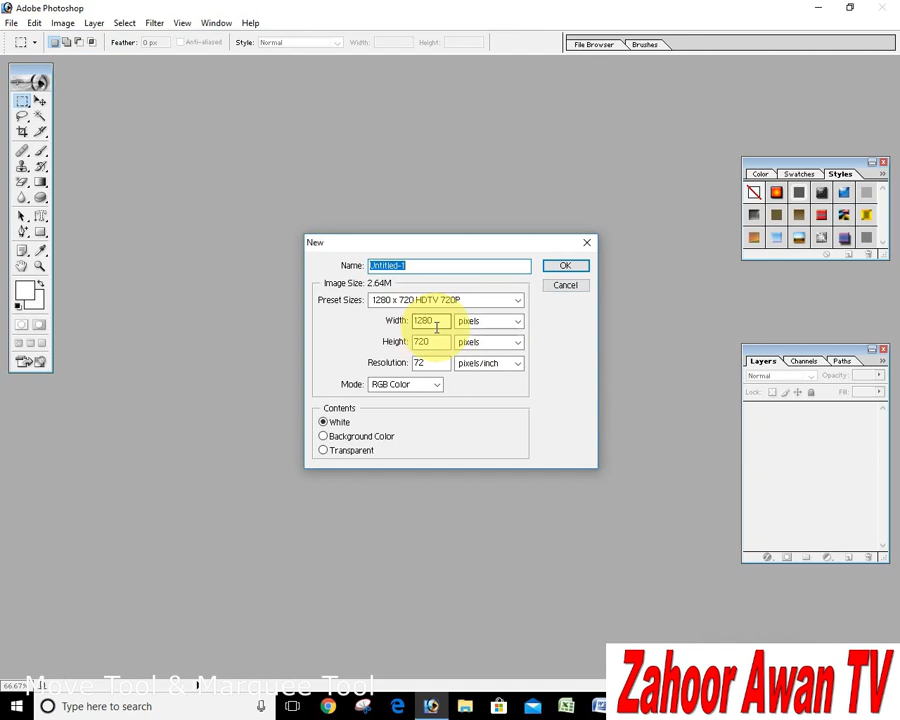 Adobe Photoshop
File Edit Image Layer Select Filter View Window Help
Feather: 0 px Anti-aliased Style: Normal Width: Height: File Browser Brushes
Color Swatches Styles
New
Name: Untitled-1 OK
Image Size: 2.64M Cancel
Preset Sizes: 1280 x 720 HDTV 720P
Width: 1280 pixels
Height: 720 pixels
Resolution: 72 pixels/inch
Mode: RGB Color
Contents
White
Background Color
Transparent
Layers Channels Paths
Normal Opacity:
Lock: Fill:
Zahoor Awan TV
66.67%
Move Tool & Marquee Tool
Type here to search